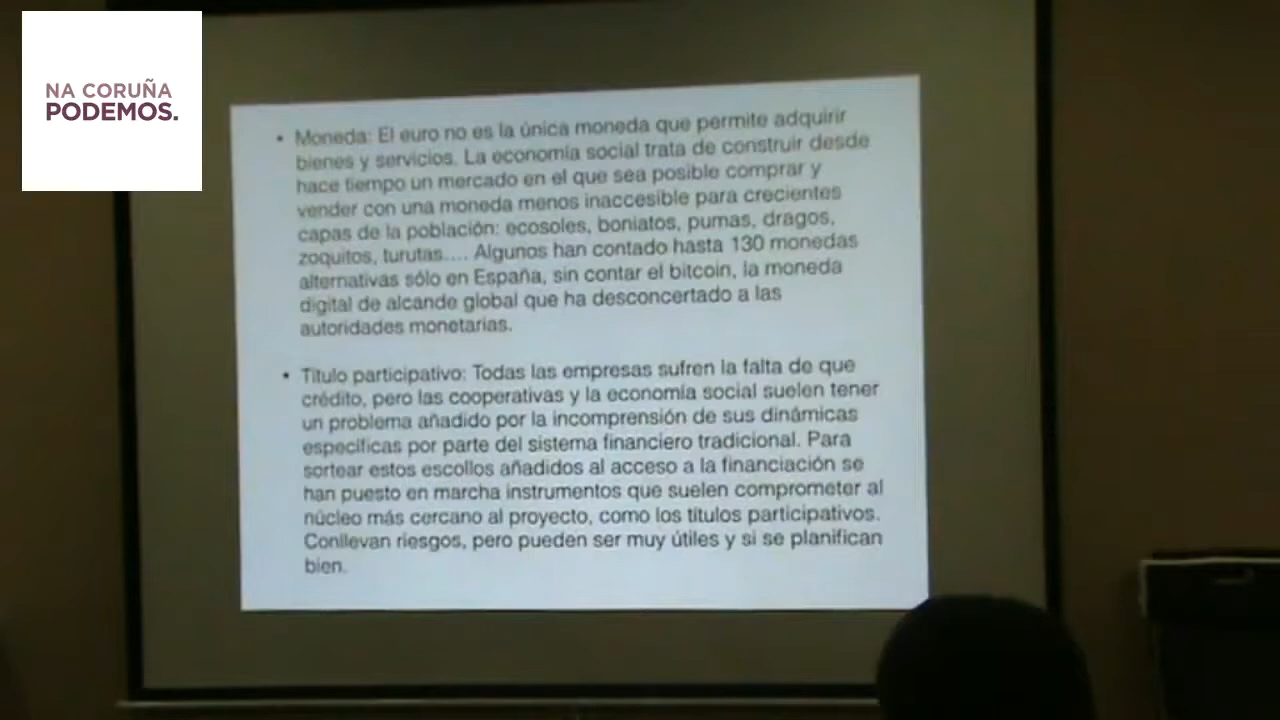 NA CORUÑA
PODEMOS.
• Moneda: El euro no es la única moneda que permite adquirir
bienes y servicios. La economía social trata de construir desde
hace tiempo un mercado en el que sea posible comprar y
vender con una moneda menos inaccesible para crecientes
capas de la población: ecosoles, boniatos, pumas, dragos,
zoquitos, turutas.... Algunos han contado hasta 130 monedas
alternativas sólo en España, sin contar el bitcoin, la moneda
digital de alcande global que ha desconcertado a las
autoridades monetarias.
• Título participativo: Todas las empresas sufren la falta de que
crédito, pero las cooperativas y la economía social suelen tener
un problema añadido por la incomprensión de sus dinámicas
específicas por parte del sistema financiero tradicional. Para
sortear estos escollos añadidos al acceso a la financiación se
han puesto en marcha instrumentos que suelen comprometer al
núcleo más cercano al proyecto, como los títulos participativos.
Conllevan riesgos, pero pueden ser muy útiles y si se planifican
bien.